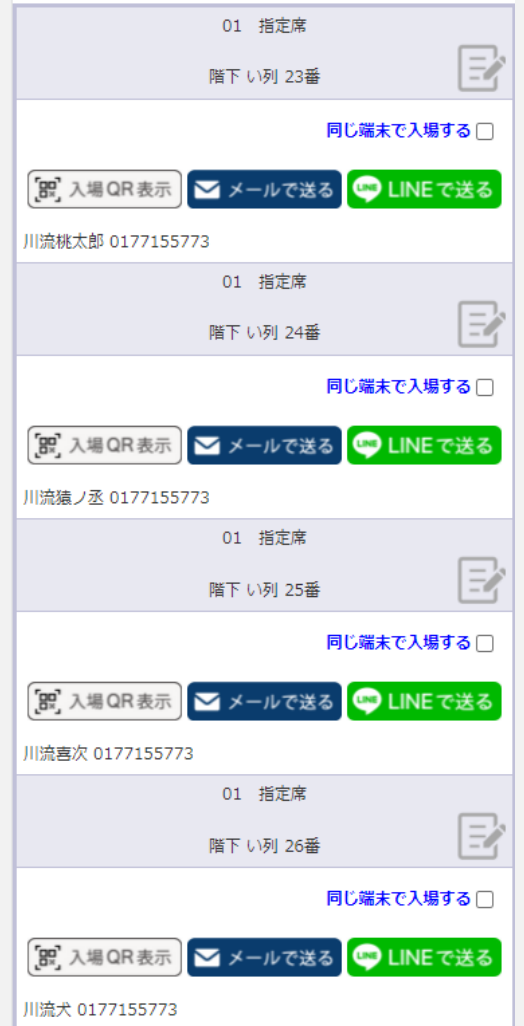 01 指定席
階下 い列 23番
同じ端末で入場する
入場QR表示 メールで送る LINE LINEで送る
川流桃太郎 0177155773
01 指定席
階下 い列 24番
同じ端末で入場する
入場QR表示 メールで送る LINE LINEで送る
川流猿ノ丞 0177155773
01 指定席
階下 い列 25番
同じ端末で入場する
入場QR表示 メールで送る LINE LINEで送る
川流喜次 0177155773
01 指定席
階下 い列 26番
同じ端末で入場する
入場QR表示 メールで送る LINE LINEで送る
川流犬 0177155773